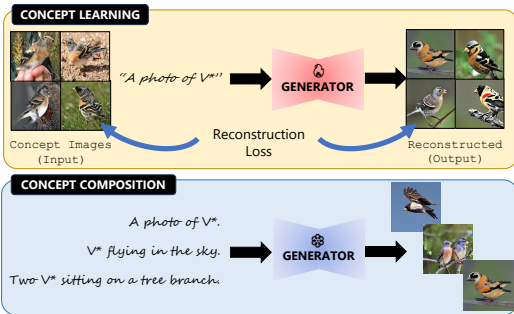 CONCEPT LEARNING
"A photo of V*"
GENERATOR
Reconstruction
Loss
Concept Images
(Input)
Reconstructed
(Output)
CONCEPT COMPOSITION
A photo of V*.
V* flying in the sky.
Two V* sitting on a tree branch.
GENERATOR